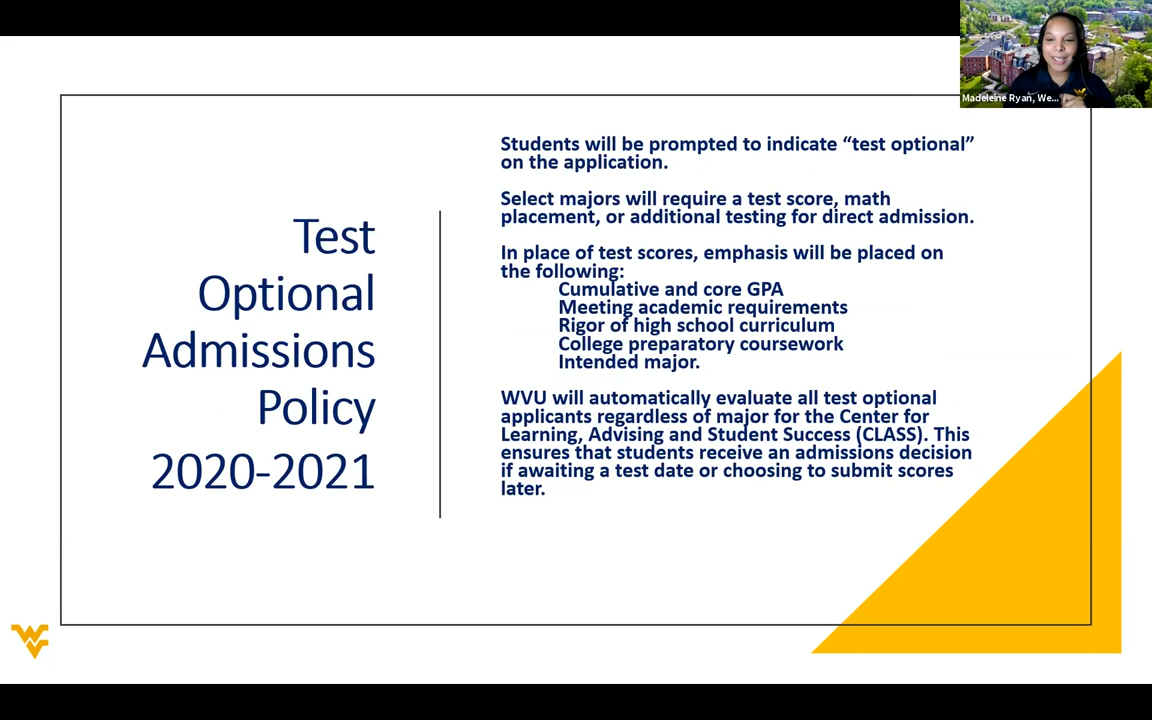 Madeleine Ryan, We...
Test
Optional
Admissions
Policy
2020-2021
Students will be prompted to indicate “test optional”
on the application.
Select majors will require a test score, math
placement, or additional testing for direct admission.
In place of test scores, emphasis will be placed on
the following:
Cumulative and core GPA
Meeting academic requirements
Rigor of high school curriculum
College preparatory coursework
Intended major.
WVU will automatically evaluate all test optional
applicants regardless of major for the Center for
Learning, Advising and Student Success (CLASS). This
ensures that students receive an admissions decision
if awaiting a test date or choosing to submit scores
later.